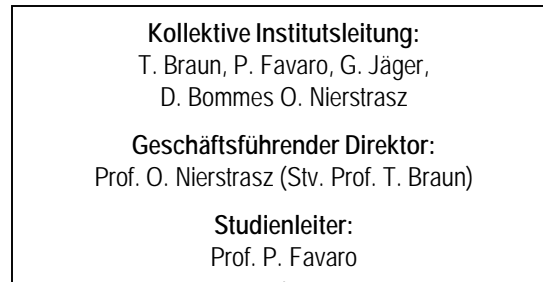 Kollektive Institutsleitung:
T. Braun, P. Favaro, G. Jäger,
D. Bommes O. Nierstrasz
Geschäftsführender Direktor:
Prof. O. Nierstrasz (Stv. Prof. T. Braun)
Studienleiter:
Prof. P. Favaro